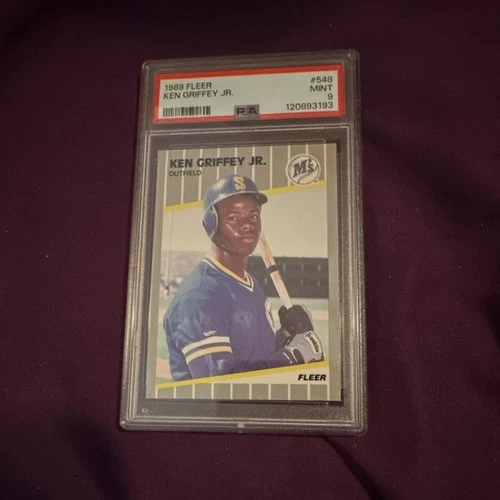 1989 FLEER #548
KEN GRIFFEY JR. MINT
9
PSA 120893193
KEN GRIFFEY JR.
OUTFIELD
M's
S
FLEER